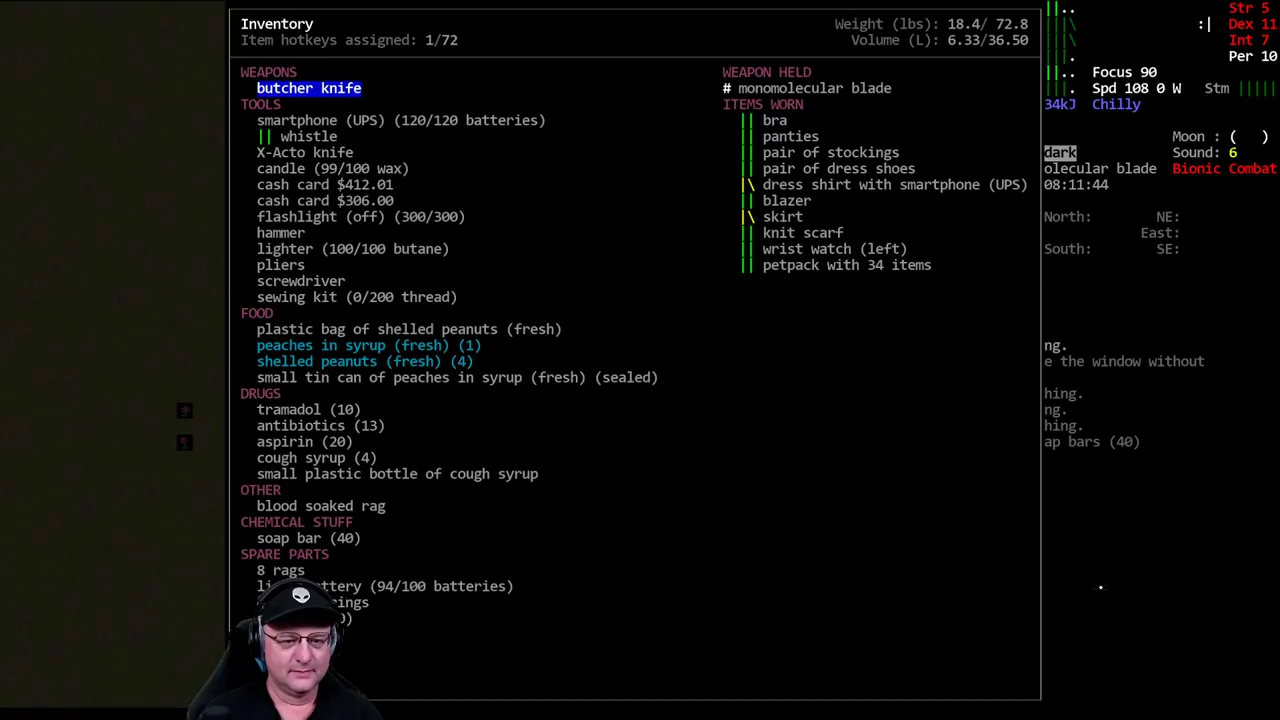 Inventory
Item hotkeys assigned: 1/72
Weight (lbs): 18.4/ 72.8
Volume (L): 6.33/36.50
WEAPONS
butcher knife
TOOLS
smartphone (UPS) (120/120 batteries)
|| whistle
X-Acto knife
candle (99/100 wax)
cash card $412.01
cash card $306.00
flashlight (off) (300/300)
hammer
lighter (100/100 butane)
pliers
screwdriver
sewing kit (0/200 thread)
FOOD
plastic bag of shelled peanuts (fresh)
peaches in syrup (fresh) (1)
shelled peanuts (fresh) (4)
small tin can of peaches in syrup (fresh) (sealed)
DRUGS
tramadol (10)
antibiotics (13)
aspirin (20)
cough syrup (4)
small plastic bottle of cough syrup
OTHER
blood soaked rag
CHEMICAL STUFF
soap bar (40)
SPARE PARTS
8 rags
(94/100 batteries)
WEAPON HELD
# monomolecular blade
ITEMS WORN
|| bra
|| panties
|| pair of stockings
|| pair of dress shoes
|\ dress shirt with smartphone (UPS)
|| blazer
|\ skirt
|| knit scarf
|| wrist watch (left)
|| petpack with 34 items
||..
Str 5
|||\ :| Dex 11
|||\ Int 7
|||. Per 10
||.. Focus 90
|||. Spd 108 0 W Stm |||||
34kJ Chilly
Moon : ( )
dark Sound: 6
olecular blade Bionic Combat
08:11:44
North: NE:
East:
South: SE:
ng.
e the window without
hing.
ng.
hing.
ap bars (40)